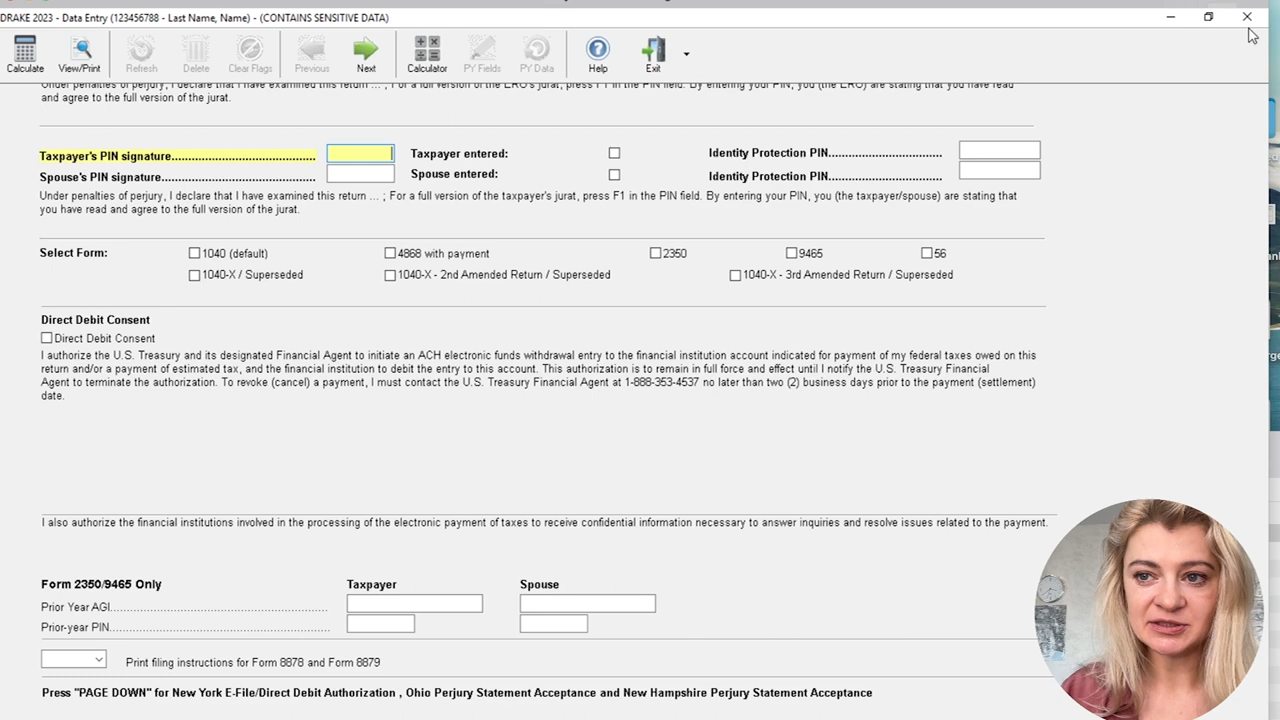 DRAKE 2023 - Data Entry (123456788 - Last Name, Name) - (CONTAINS SENSITIVE DATA)
Calculate View/Print Refresh Delete Clear Flags Previous Next Calculator PY Fields PY Data Help Exit
Under penalties of perjury, I declare that I have examined this return ... ; For a full version of the ERO's jurat, press F1 in the PIN field. By entering your PIN, you (the ERO) are stating that you have read
and agree to the full version of the jurat.
Taxpayer's PIN signature................................................ Taxpayer entered: Identity Protection PIN.....................................
Spouse's PIN signature................................................... Spouse entered: Identity Protection PIN.....................................
Under penalties of perjury, I declare that I have examined this return ... ; For a full version of the taxpayer's jurat, press F1 in the PIN field. By entering your PIN, you (the taxpayer/spouse) are stating that
you have read and agree to the full version of the jurat.
Select Form: 1040 (default) 4868 with payment 2350 9465 56
1040-X / Superseded 1040-X - 2nd Amended Return / Superseded 1040-X - 3rd Amended Return / Superseded
Direct Debit Consent
Direct Debit Consent
I authorize the U.S. Treasury and its designated Financial Agent to initiate an ACH electronic funds withdrawal entry to the financial institution account indicated for payment of my federal taxes owed on this
return and/or a payment of estimated tax, and the financial institution to debit the entry to this account. This authorization is to remain in full force and effect until I notify the U.S. Treasury Financial
Agent to terminate the authorization. To revoke (cancel) a payment, I must contact the U.S. Treasury Financial Agent at 1-888-353-4537 no later than two (2) business days prior to the payment (settlement)
date.
I also authorize the financial institutions involved in the processing of the electronic payment of taxes to receive confidential information necessary to answer inquiries and resolve issues related to the payment.
Form 2350/9465 Only Taxpayer Spouse
Prior Year AGI......................................................................
Prior-year PIN.......................................................................
Print filing instructions for Form 8878 and Form 8879
Press "PAGE DOWN" for New York E-File/Direct Debit Authorization , Ohio Perjury Statement Acceptance and New Hampshire Perjury Statement Acceptance